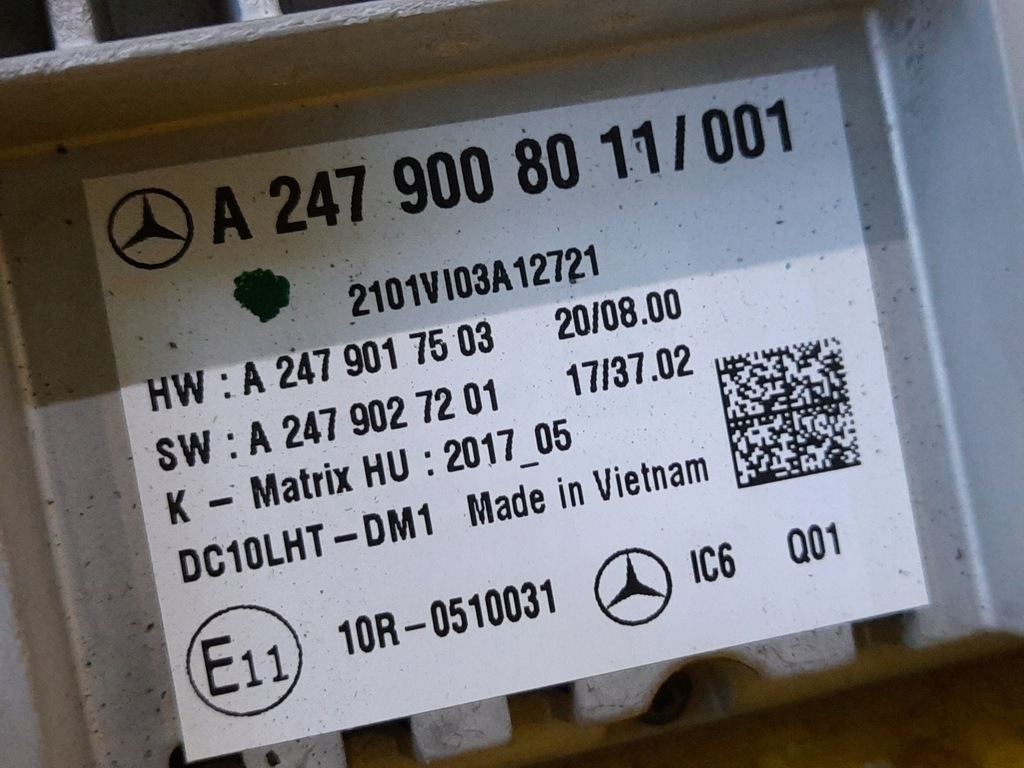 A 247 900 80 11/001
2101VI03A12721
HW : A 247 901 75 03 20/08.00
SW : A 247 902 72 01 17/37.02
K - Matrix HU : 2017_05
DC10LHT-DM1 Made in Vietnam
E11 10R-0510031 IC6 Q01